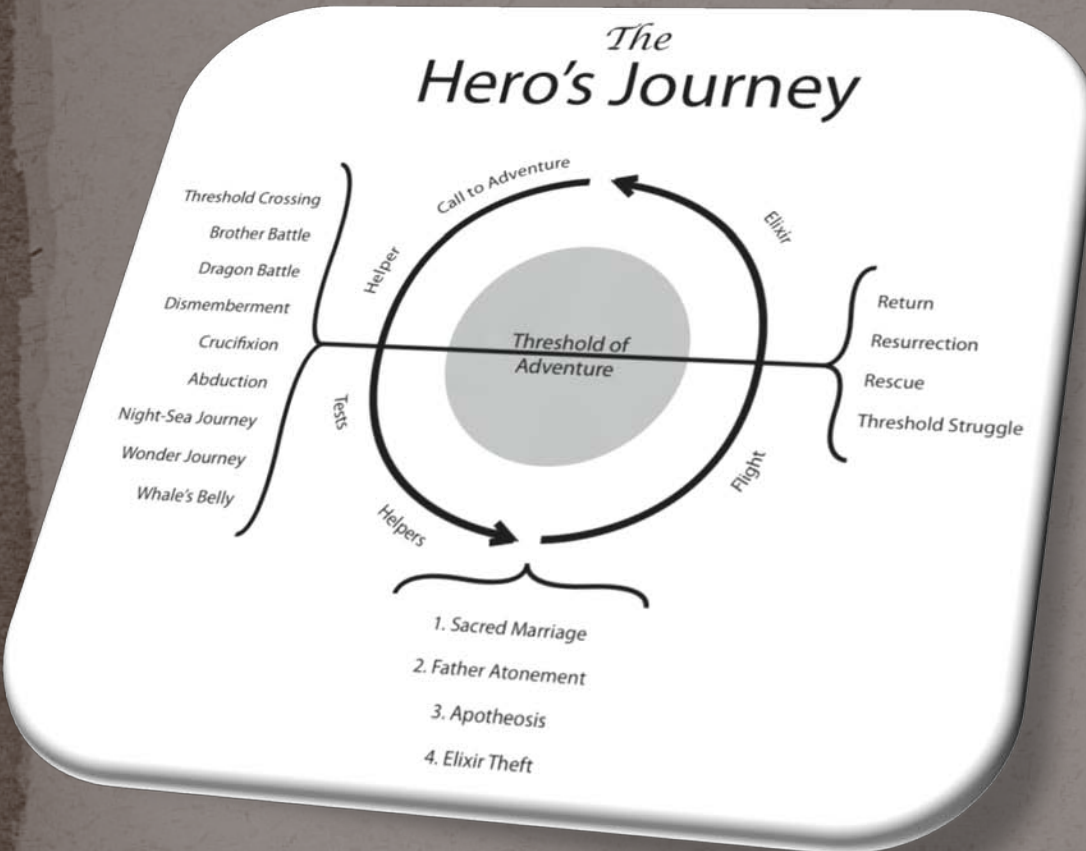 The
Hero's Journey
Call to Adventure
Helper
Elixir
Threshold Crossing
Brother Battle
Dragon Battle
Dismemberment
Crucifixion
Abduction
Night-Sea Journey
Wonder Journey
Whale's Belly
Threshold of
Adventure
Return
Resurrection
Rescue
Threshold Struggle
Tests
Helpers
Flight
1. Sacred Marriage
2. Father Atonement
3. Apotheosis
4. Elixir Theft